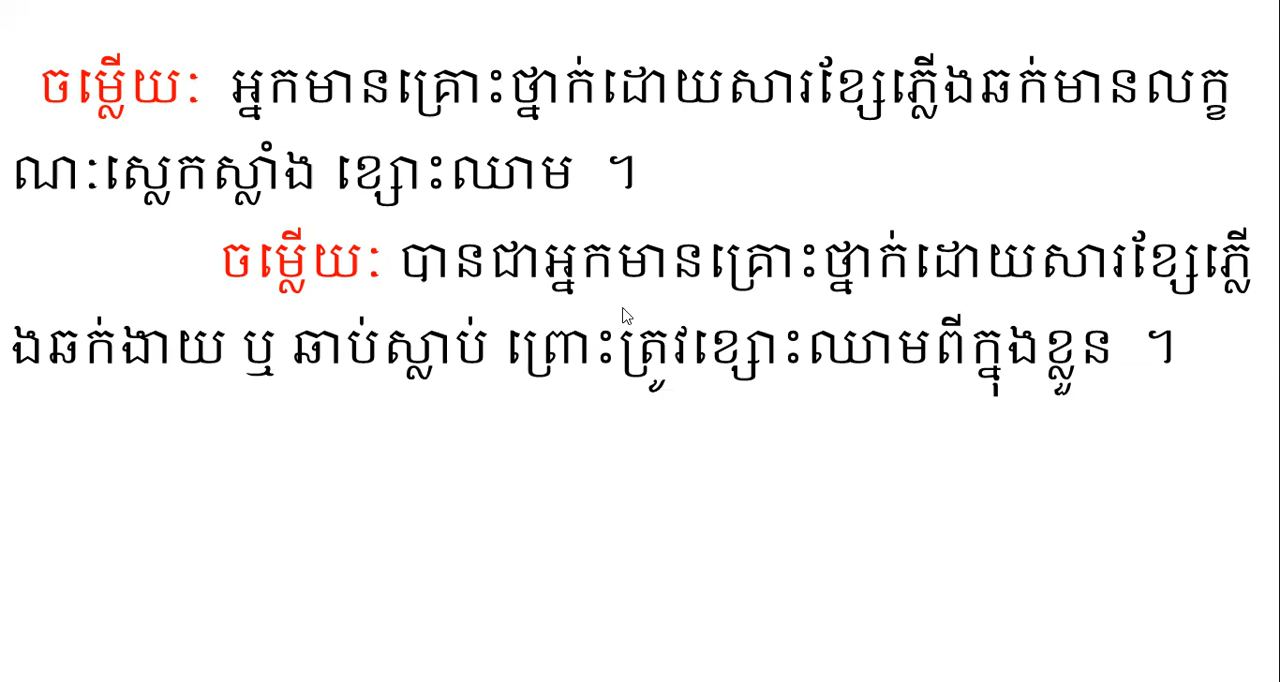 ចម្លើយៈ អ្នកមានគ្រោះថ្នាក់ដោយសារខ្សែភ្លើងឆក់មានលក្ខ
ណៈស្លេកស្លាំង ខ្សោះឈាម ។
ចម្លើយៈ បានជាអ្នកមានគ្រោះថ្នាក់ដោយសារខ្សែភ្លើ
ងឆក់ងាយ ឬ ឆាប់ស្លាប់ ព្រោះត្រូវខ្សោះឈាមពីក្នុងខ្លួន ។